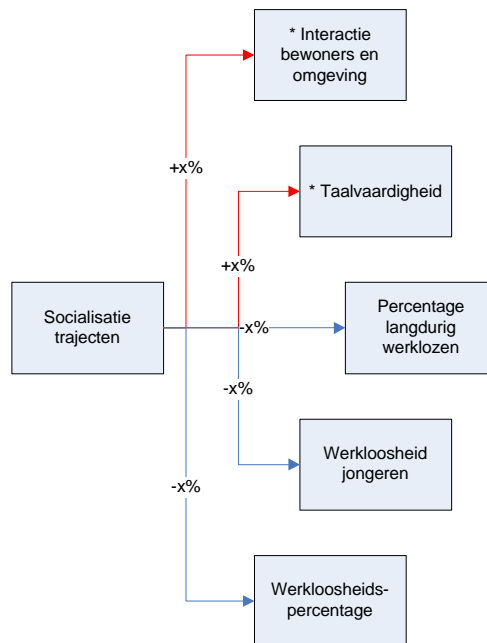 * Interactie
bewoners en
omgeving
+x%
* Taalvaardigheid
+x%
Socialisatie
trajecten
-x%
Percentage
langdurig
werklozen
-x%
Werkloosheid
jongeren
-x%
Werkloosheids-
percentage